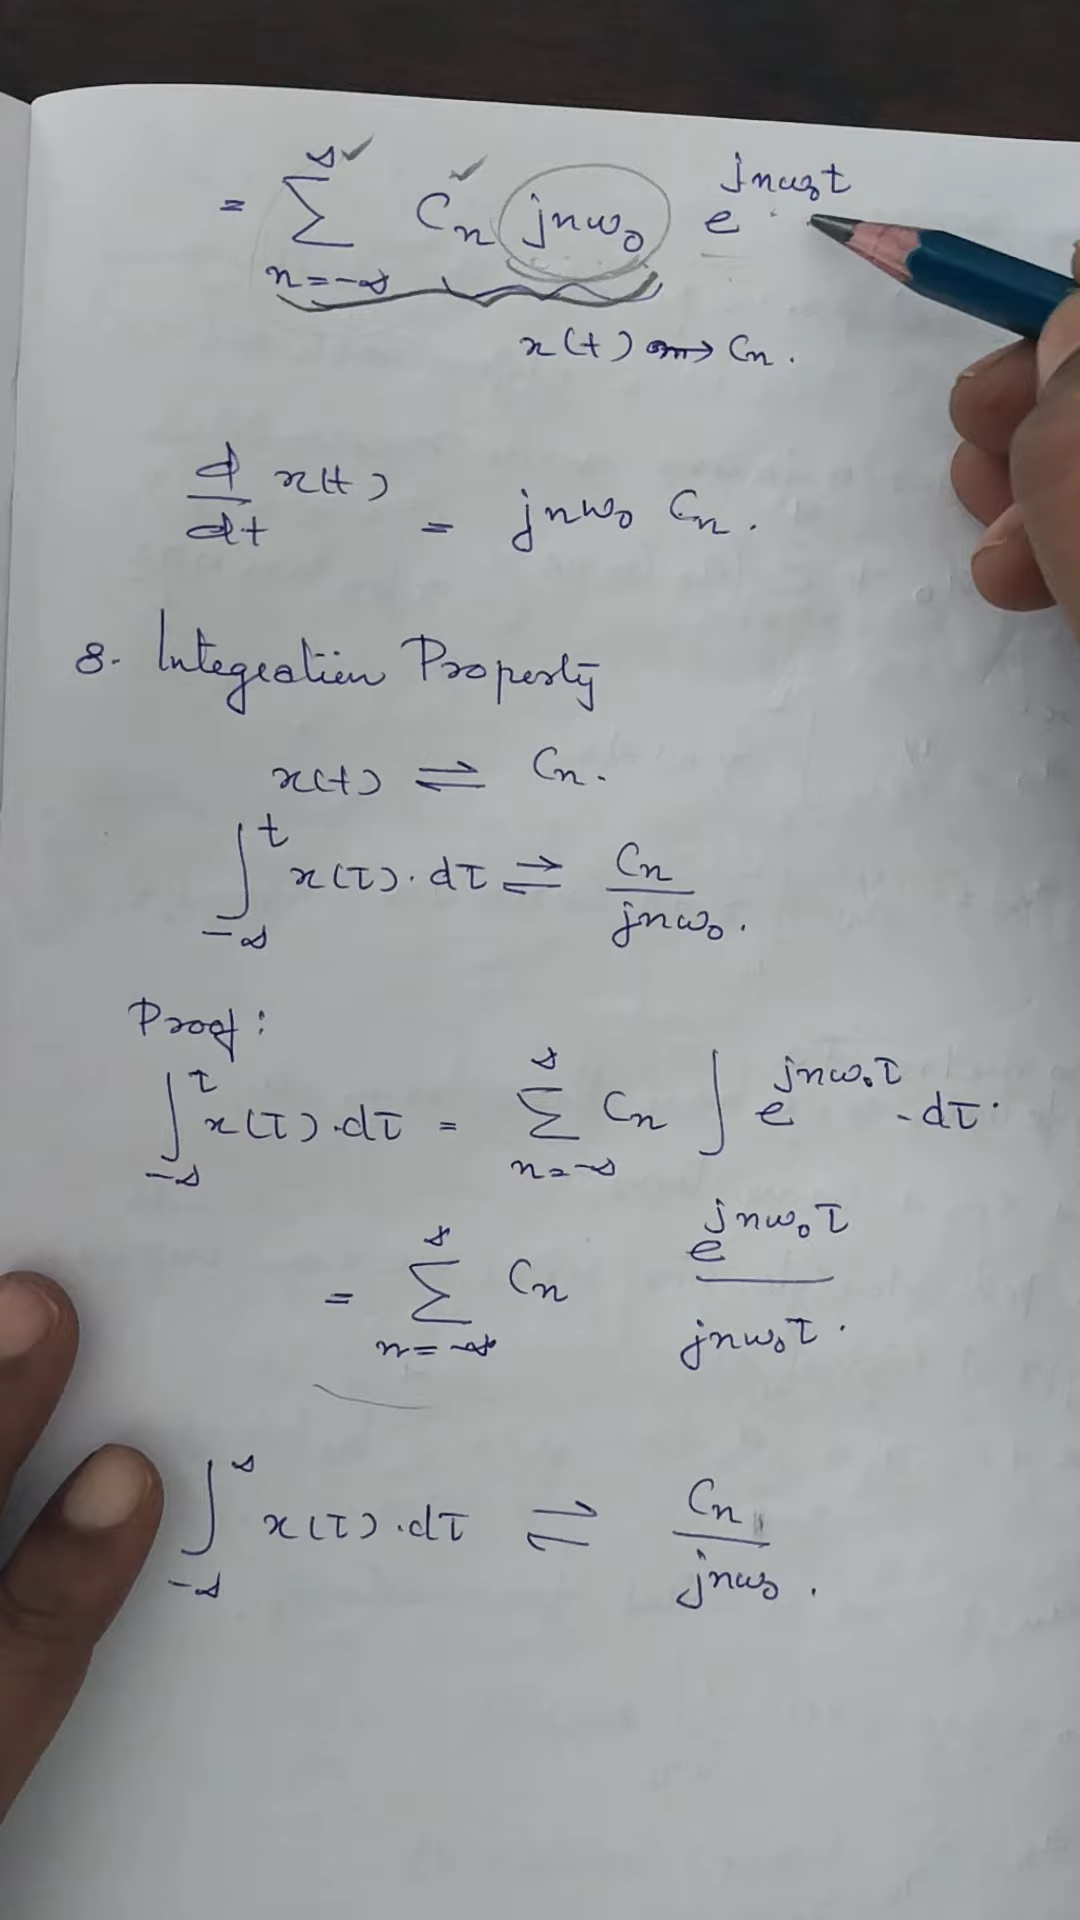 = ∞∑n=-∞ Cn jnω0 e^jnω0t
x(t) ⟷ Cn.
d/dt x(t) = jnω0 Cn.
8. Integration Property
x(t) ⇌ Cn.
∫_-∞^t x(τ).dτ ⇌ Cn/jnω0.
Proof:
∫_-∞^τ x(τ).dτ = ∞∑n=-∞ Cn ∫ e^jnω0τ .dτ.
= ∞∑n=-∞ Cn e^jnω0τ/jnω0τ.
∫_-∞^∞ x(τ).dτ ⇌ Cn/jnω0.